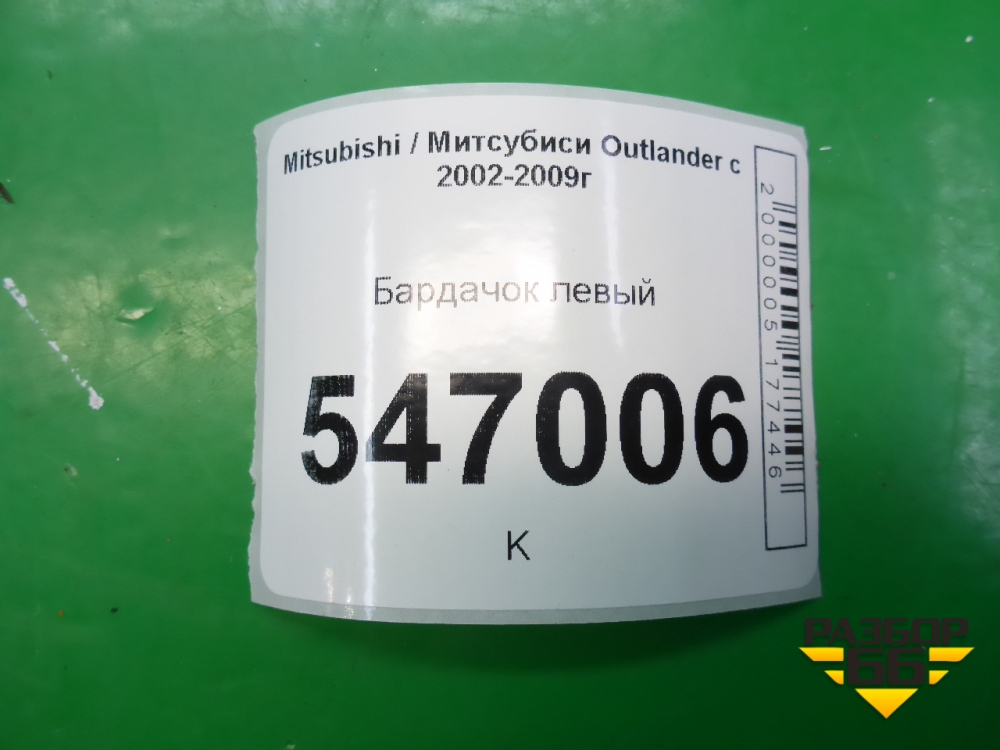 Mitsubishi / Митсубиси Outlander с
2002-2009г
Бардачок левый
547006
К
2000005177446
РАЗБОР
66